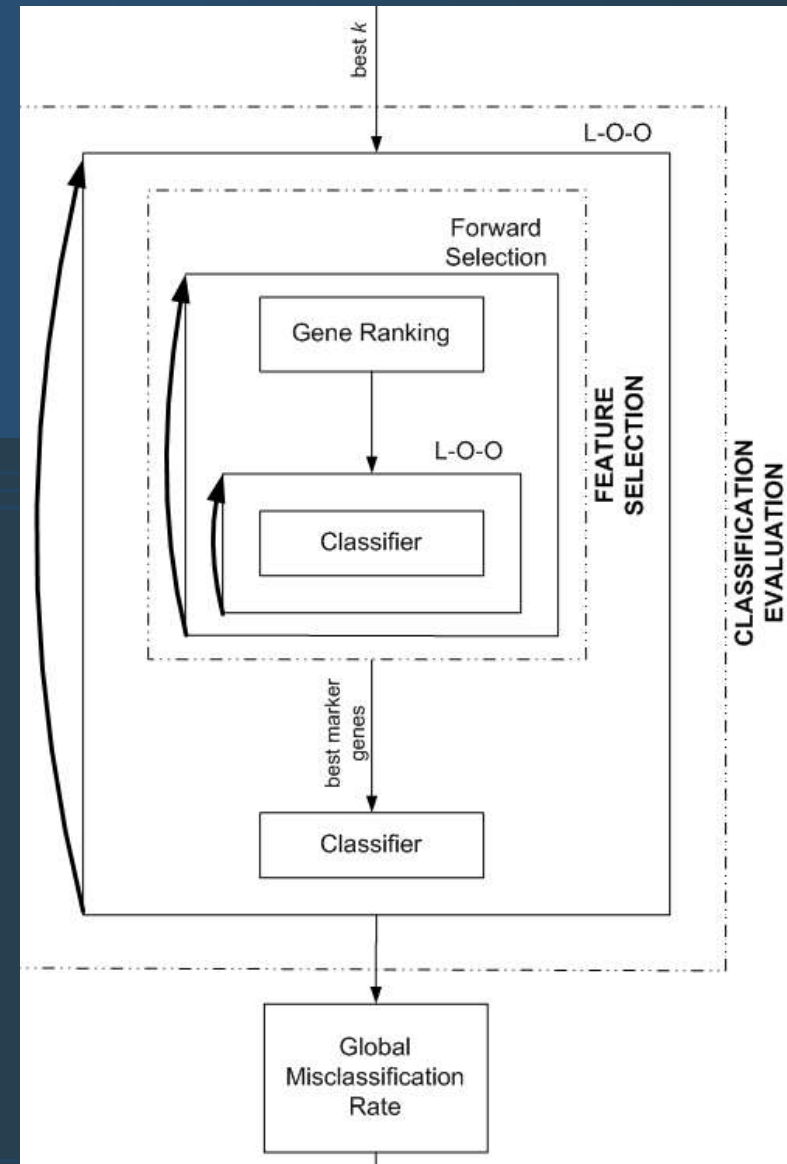 best k
L-O-O
Forward
Selection
Gene Ranking
L-O-O
Classifier
FEATURE
SELECTION
CLASSIFICATION
EVALUATION
best marker
genes
Classifier
Global
Misclassification
Rate